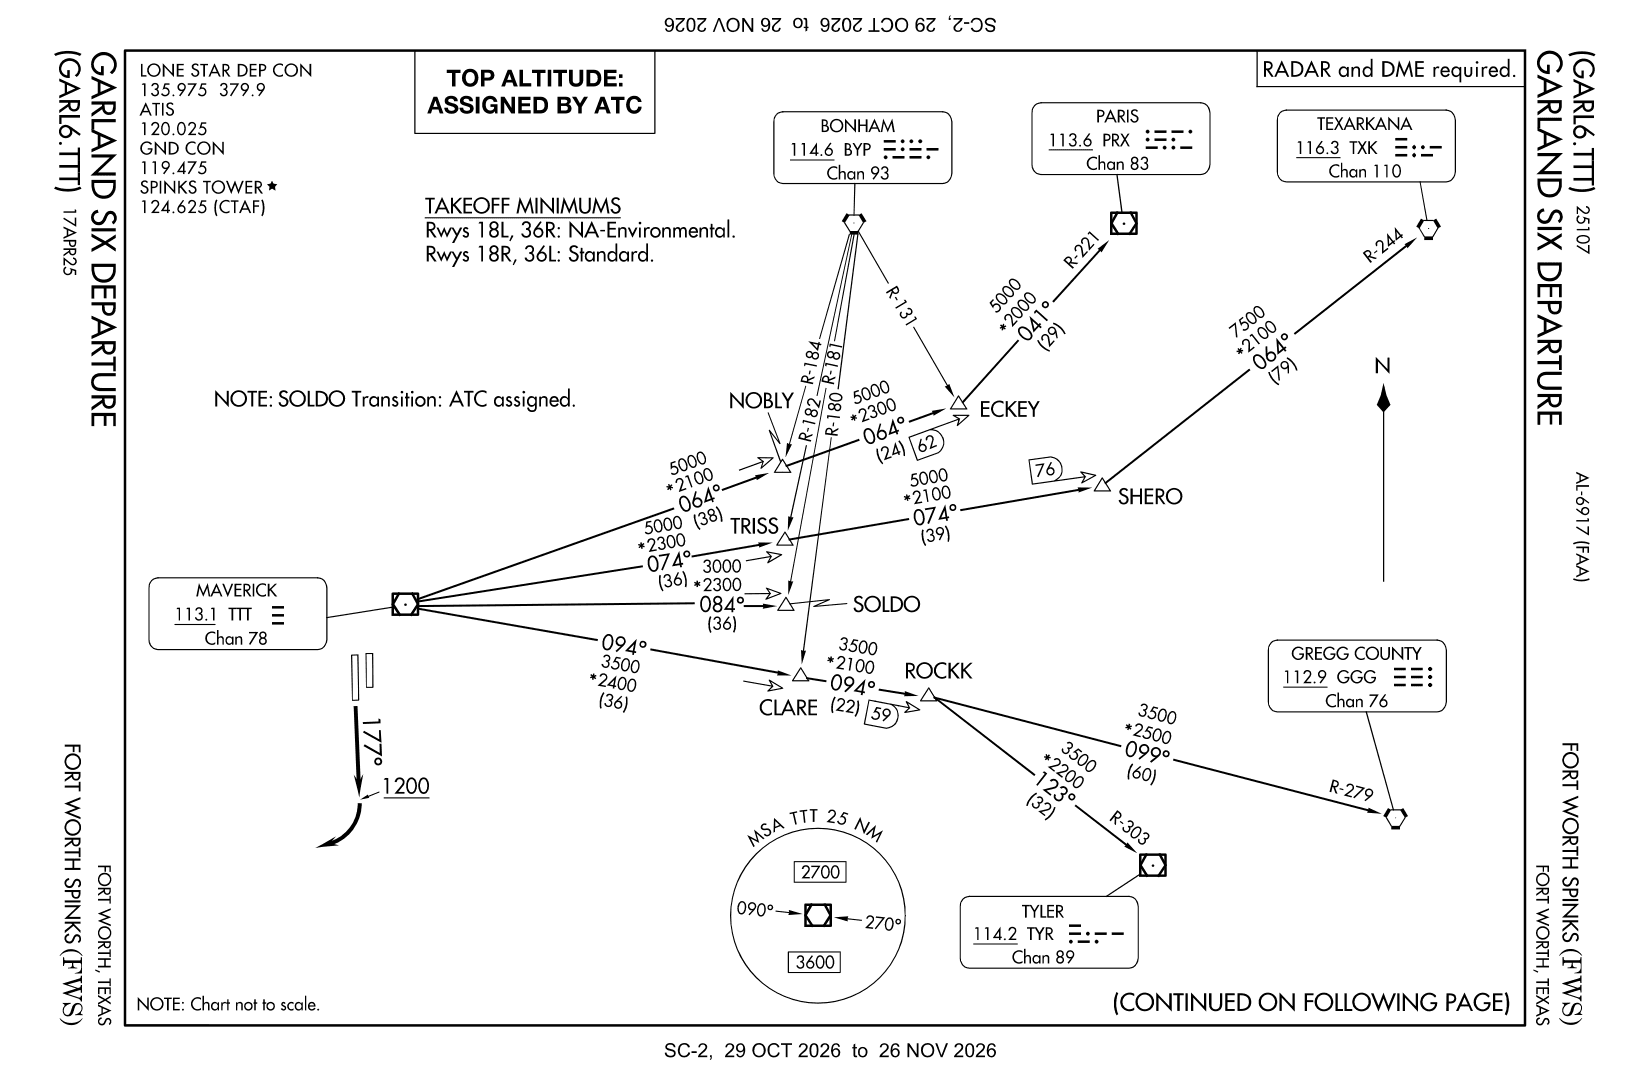 SC-2, 29 OCT 2026 to 26 NOV 2026
(GARL6.TTT) 17APR25
GARLAND SIX DEPARTURE
FORT WORTH SPINKS (FWS)
FORT WORTH, TEXAS
LONE STAR DEP CON
135.975 379.9
ATIS
120.025
GND CON
119.475
SPINKS TOWER★
124.625 (CTAF)
TOP ALTITUDE:
ASSIGNED BY ATC
RADAR and DME required.
TAKEOFF MINIMUMS
Rwys 18L, 36R: NA-Environmental.
Rwys 18R, 36L: Standard.
NOTE: SOLDO Transition: ATC assigned.
BONHAM
114.6 BYP
Chan 93
PARIS
113.6 PRX
Chan 83
TEXARKANA
116.3 TXK
Chan 110
R-131
R-184
R-181
R-182
R-180
R-221
5000
*2000
041°
(29)
R-244
7500
*2100
064°
(79)
N
NOBLY
5000
*2300
064°
(24)
62
ECKEY
5000
*2100
064°
(38)
TRISS
5000
*2300
074°
(36)
5000
*2100
074°
(39)
76
SHERO
3000
*2300
084°
(36)
SOLDO
MAVERICK
113.1 TTT
Chan 78
094°
3500
*2400
(36)
CLARE
3500
*2100
094°
(22)
59
ROCKK
3500
*2500
099°
(60)
R-279
3500
*2200
123°
(32)
R-303
GREGG COUNTY
112.9 GGG
Chan 76
TYLER
114.2 TYR
Chan 89
177°
1200
MSA TTT 25 NM
2700
090°
270°
3600
NOTE: Chart not to scale.
(CONTINUED ON FOLLOWING PAGE)
(GARL6.TTT) 25107
GARLAND SIX DEPARTURE
AL-6917 (FAA)
FORT WORTH SPINKS (FWS)
FORT WORTH, TEXAS
SC-2, 29 OCT 2026 to 26 NOV 2026